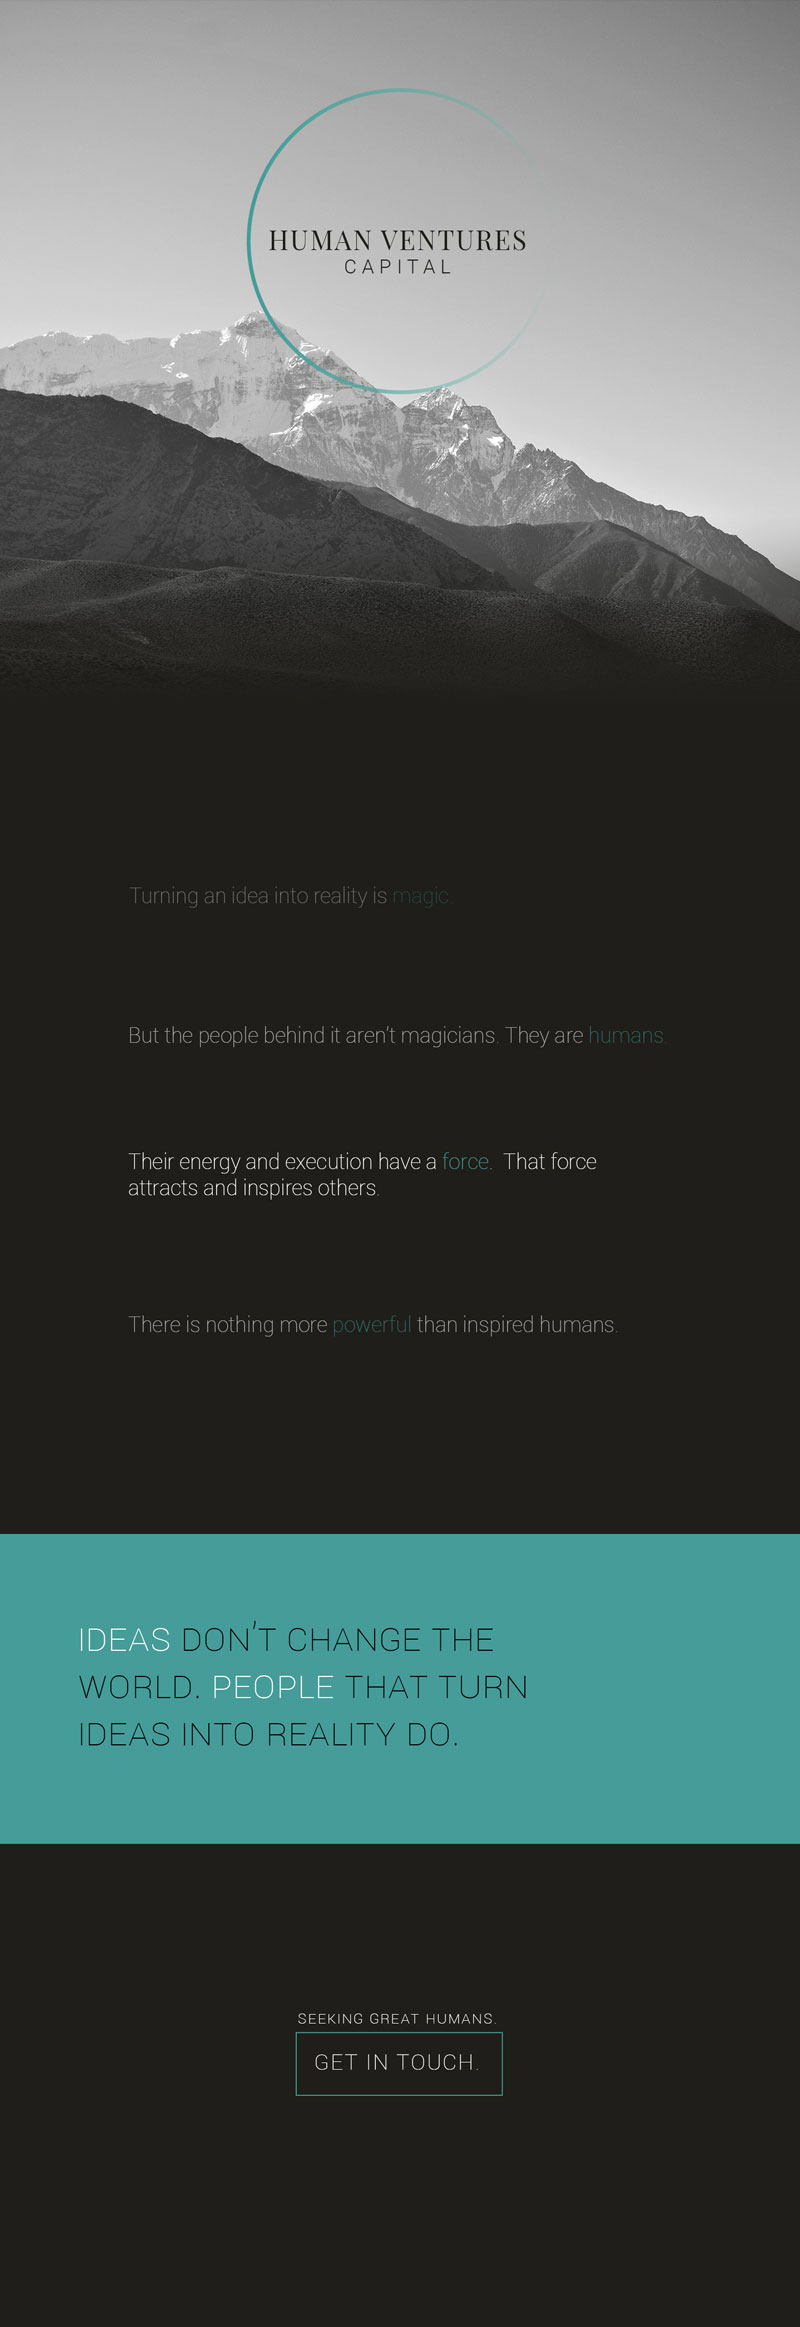 HUMAN VENTURES
CAPITAL
Turning an idea into reality is magic.
But the people behind it aren't magicians. They are humans.
Their energy and execution have a force.  That force
attracts and inspires others.
There is nothing more powerful than inspired humans.
IDEAS DON'T CHANGE THE
WORLD. PEOPLE THAT TURN
IDEAS INTO REALITY DO.
SEEKING GREAT HUMANS.
GET IN TOUCH.